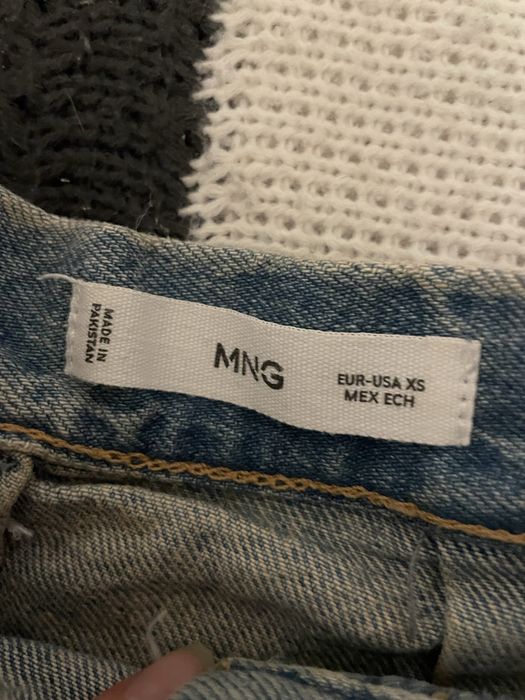 MADE IN
PAKISTAN
MNG
EUR-USA XS
MEX ECH